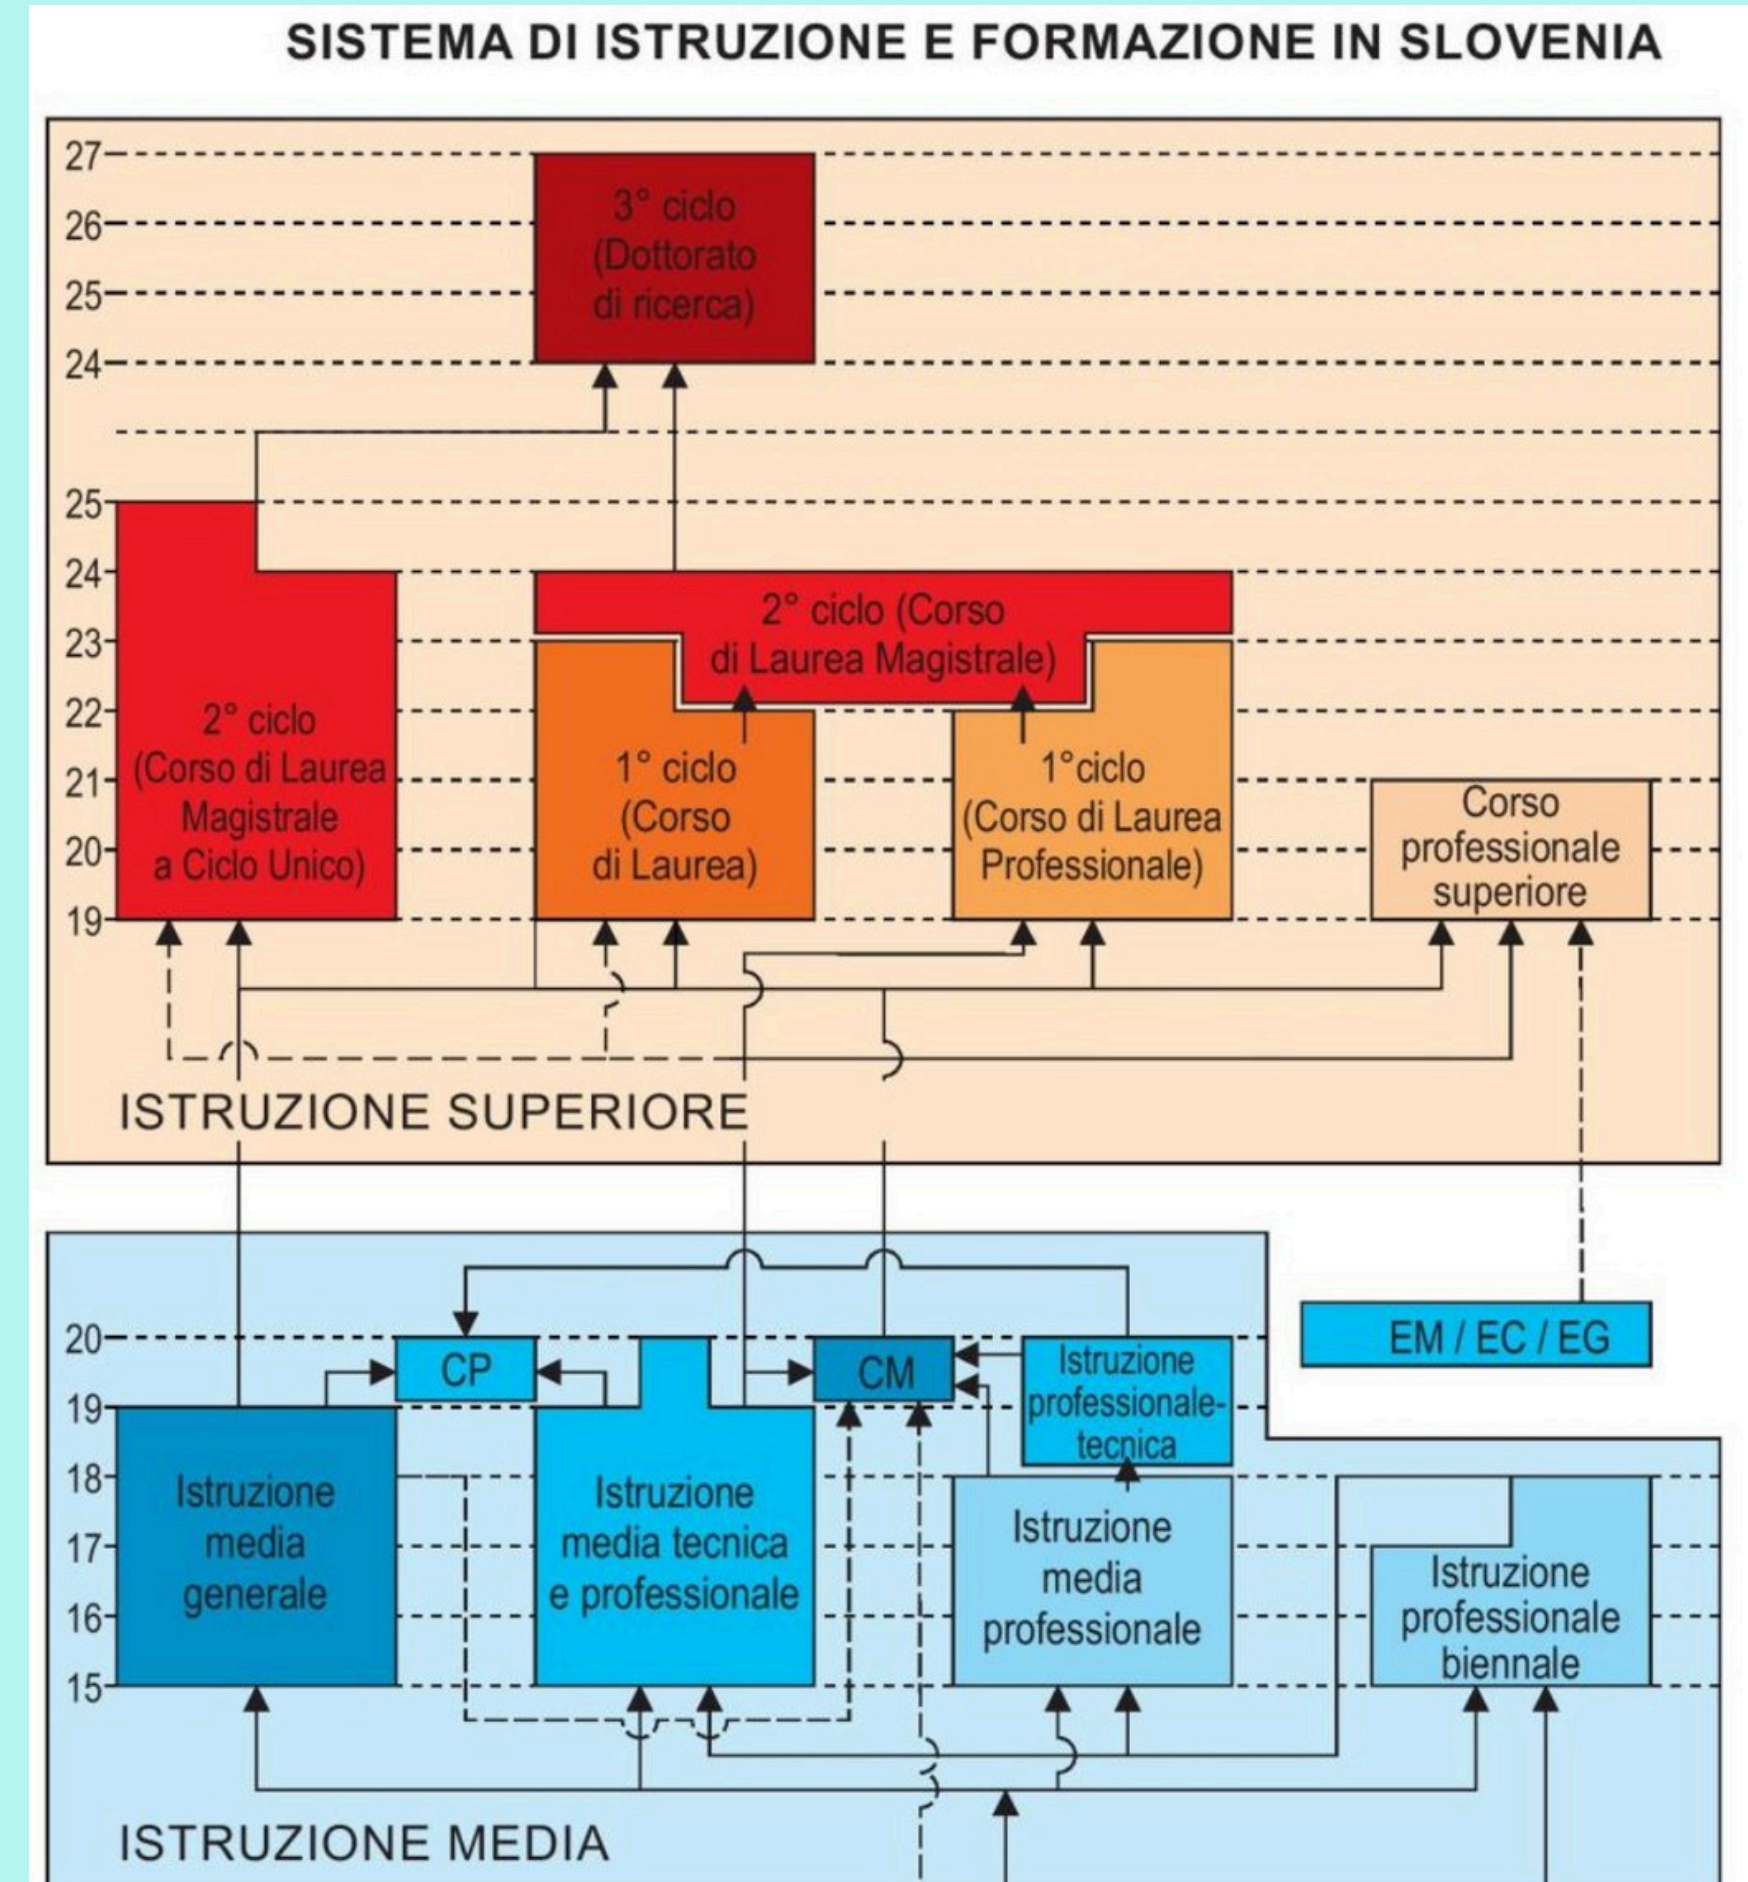 SISTEMA DI ISTRUZIONE E FORMAZIONE IN SLOVENIA
27
26
25
24
3° ciclo
(Dottorato
di ricerca)
25
24
23
22
21
20
19
2° ciclo
(Corso di Laurea
Magistrale
a Ciclo Unico)
2° ciclo (Corso
di Laurea Magistrale)
1° ciclo
(Corso
di Laurea)
1°ciclo
(Corso di Laurea
Professionale)
Corso
professionale
superiore
ISTRUZIONE SUPERIORE
EM / EC / EG
20
19
18
17
16
15
CP
CM
Istruzione
professionale-
tecnica
Istruzione
media
generale
Istruzione
media tecnica
e professionale
Istruzione
media
professionale
Istruzione
professionale
biennale
ISTRUZIONE MEDIA